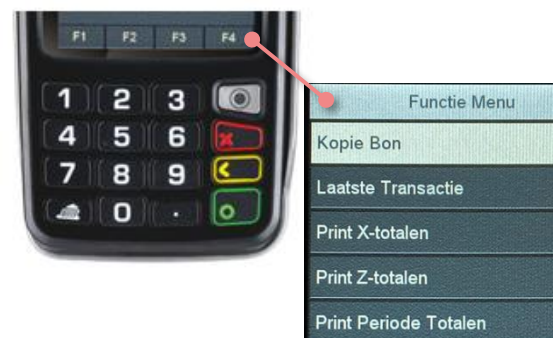 F1 F2 F3 F4
1 2 3
4 5 6
7 8 9
0 .
Functie Menu
Kopie Bon
Laatste Transactie
Print X-totalen
Print Z-totalen
Print Periode Totalen